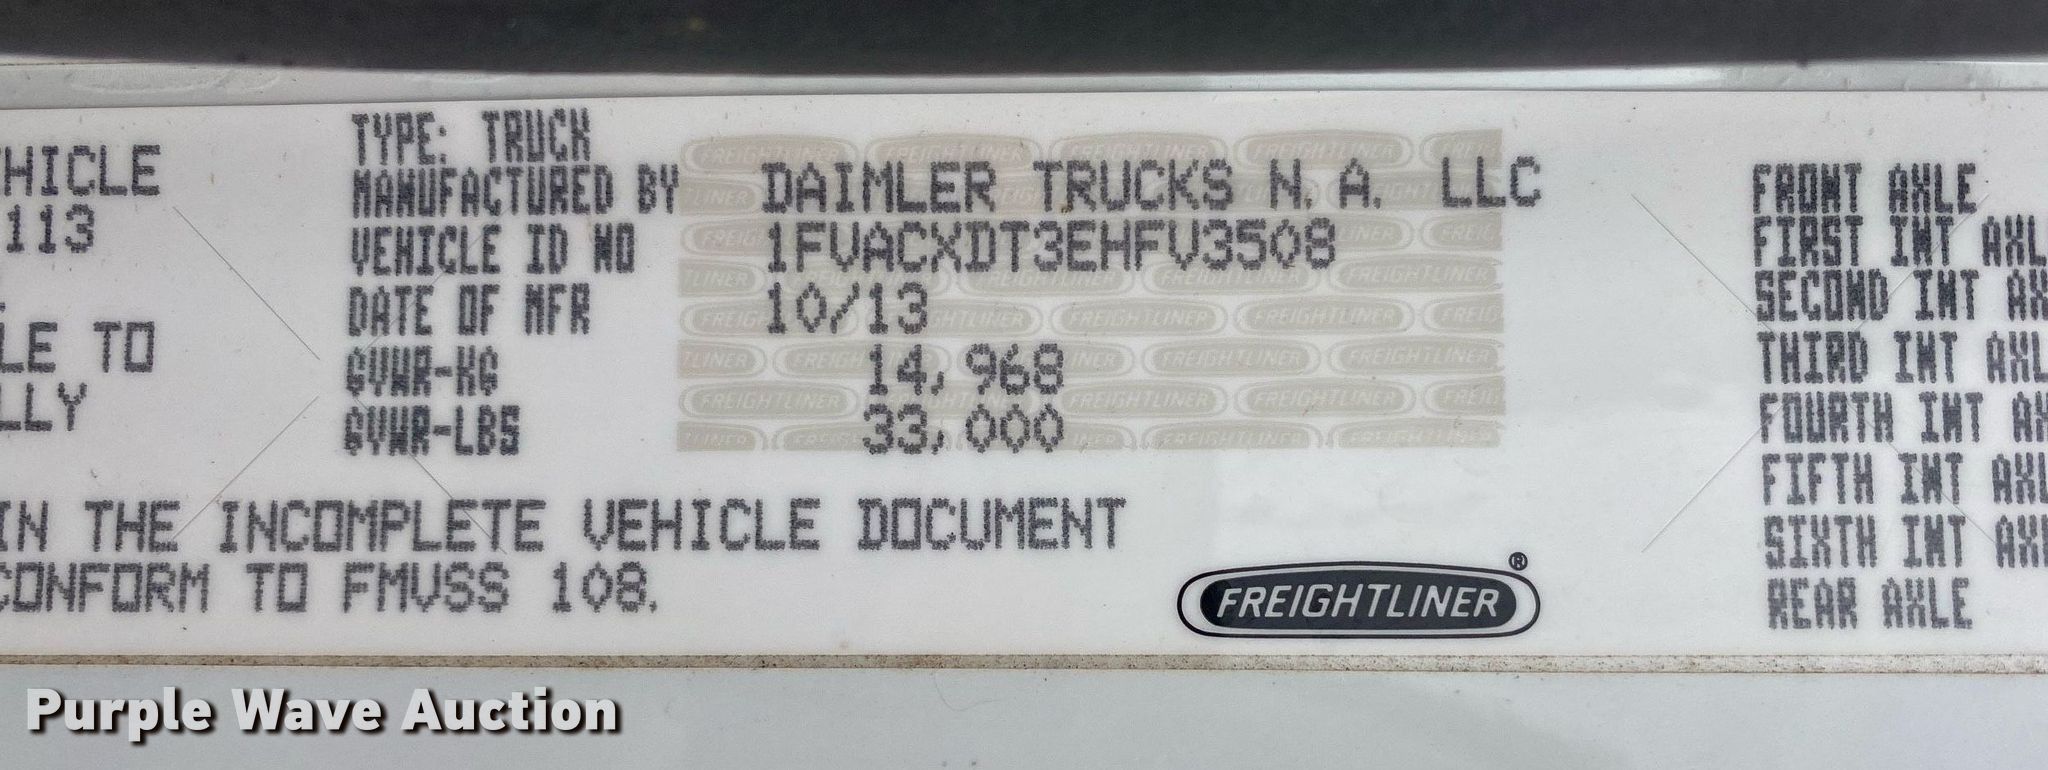 TYPE: TRUCK
MANUFACTURED BY DAIMLER TRUCKS N.A. LLC
VEHICLE ID NO 1FVACXDT3EHFV3508
DATE OF MFR 10/13
GVWR-KG 14,968
GVWR-LBS 33,000
HICLE
113
LE TO
LLY
IN THE INCOMPLETE VEHICLE DOCUMENT
CONFORM TO FMVSS 108.
FREIGHTLINER®
FRONT AXLE
FIRST INT AXL
SECOND INT AX
THIRD INT AXL
FOURTH INT AX
FIFTH INT AXL
SIXTH INT AX
REAR AXLE
Purple Wave Auction